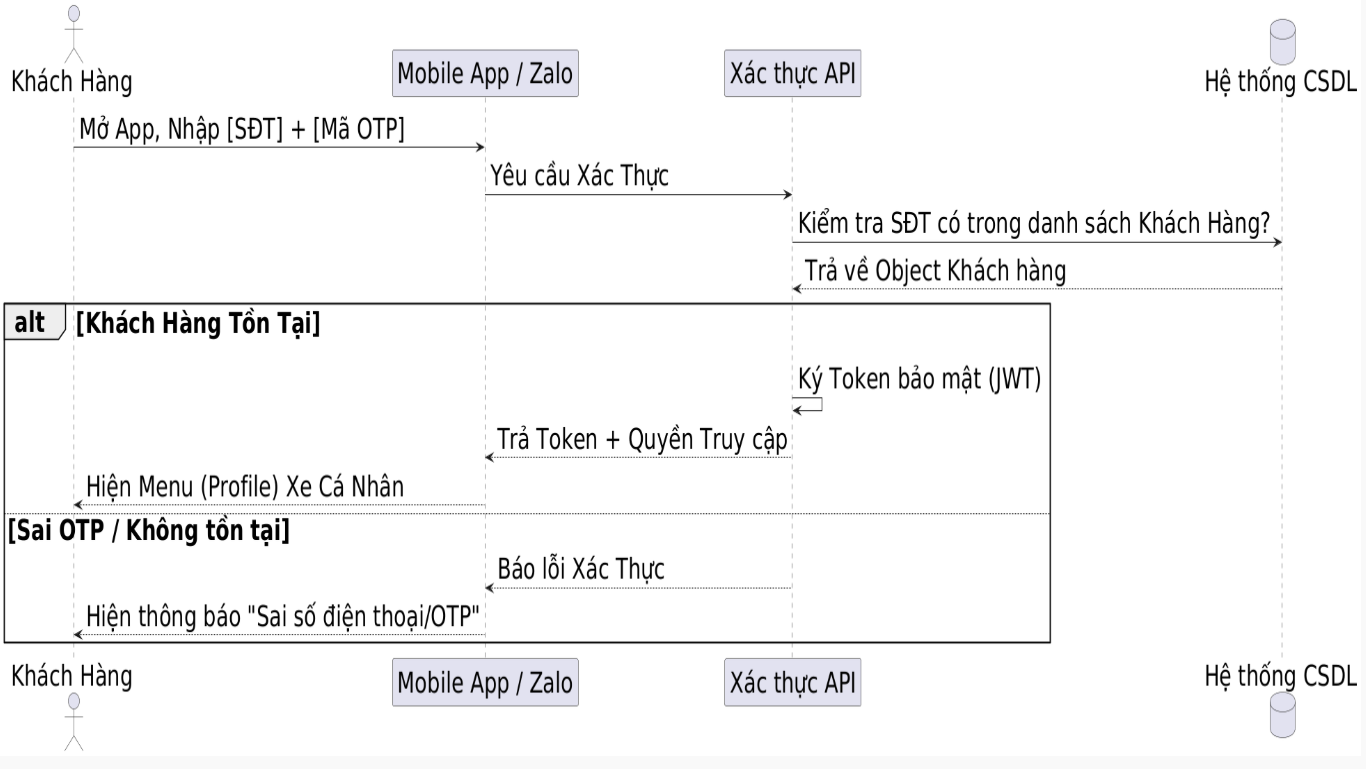 Khách Hàng
Mobile App / Zalo
Xác thực API
Hệ thống CSDL
Mở App, Nhập [SĐT] + [Mã OTP]
Yêu cầu Xác Thực
Kiểm tra SĐT có trong danh sách Khách Hàng?
Trả về Object Khách hàng
alt [Khách Hàng Tồn Tại]
Ký Token bảo mật (JWT)
Trả Token + Quyền Truy cập
Hiện Menu (Profile) Xe Cá Nhân
[Sai OTP / Không tồn tại]
Báo lỗi Xác Thực
Hiện thông báo "Sai số điện thoại/OTP"
Khách Hàng
Mobile App / Zalo
Xác thực API
Hệ thống CSDL